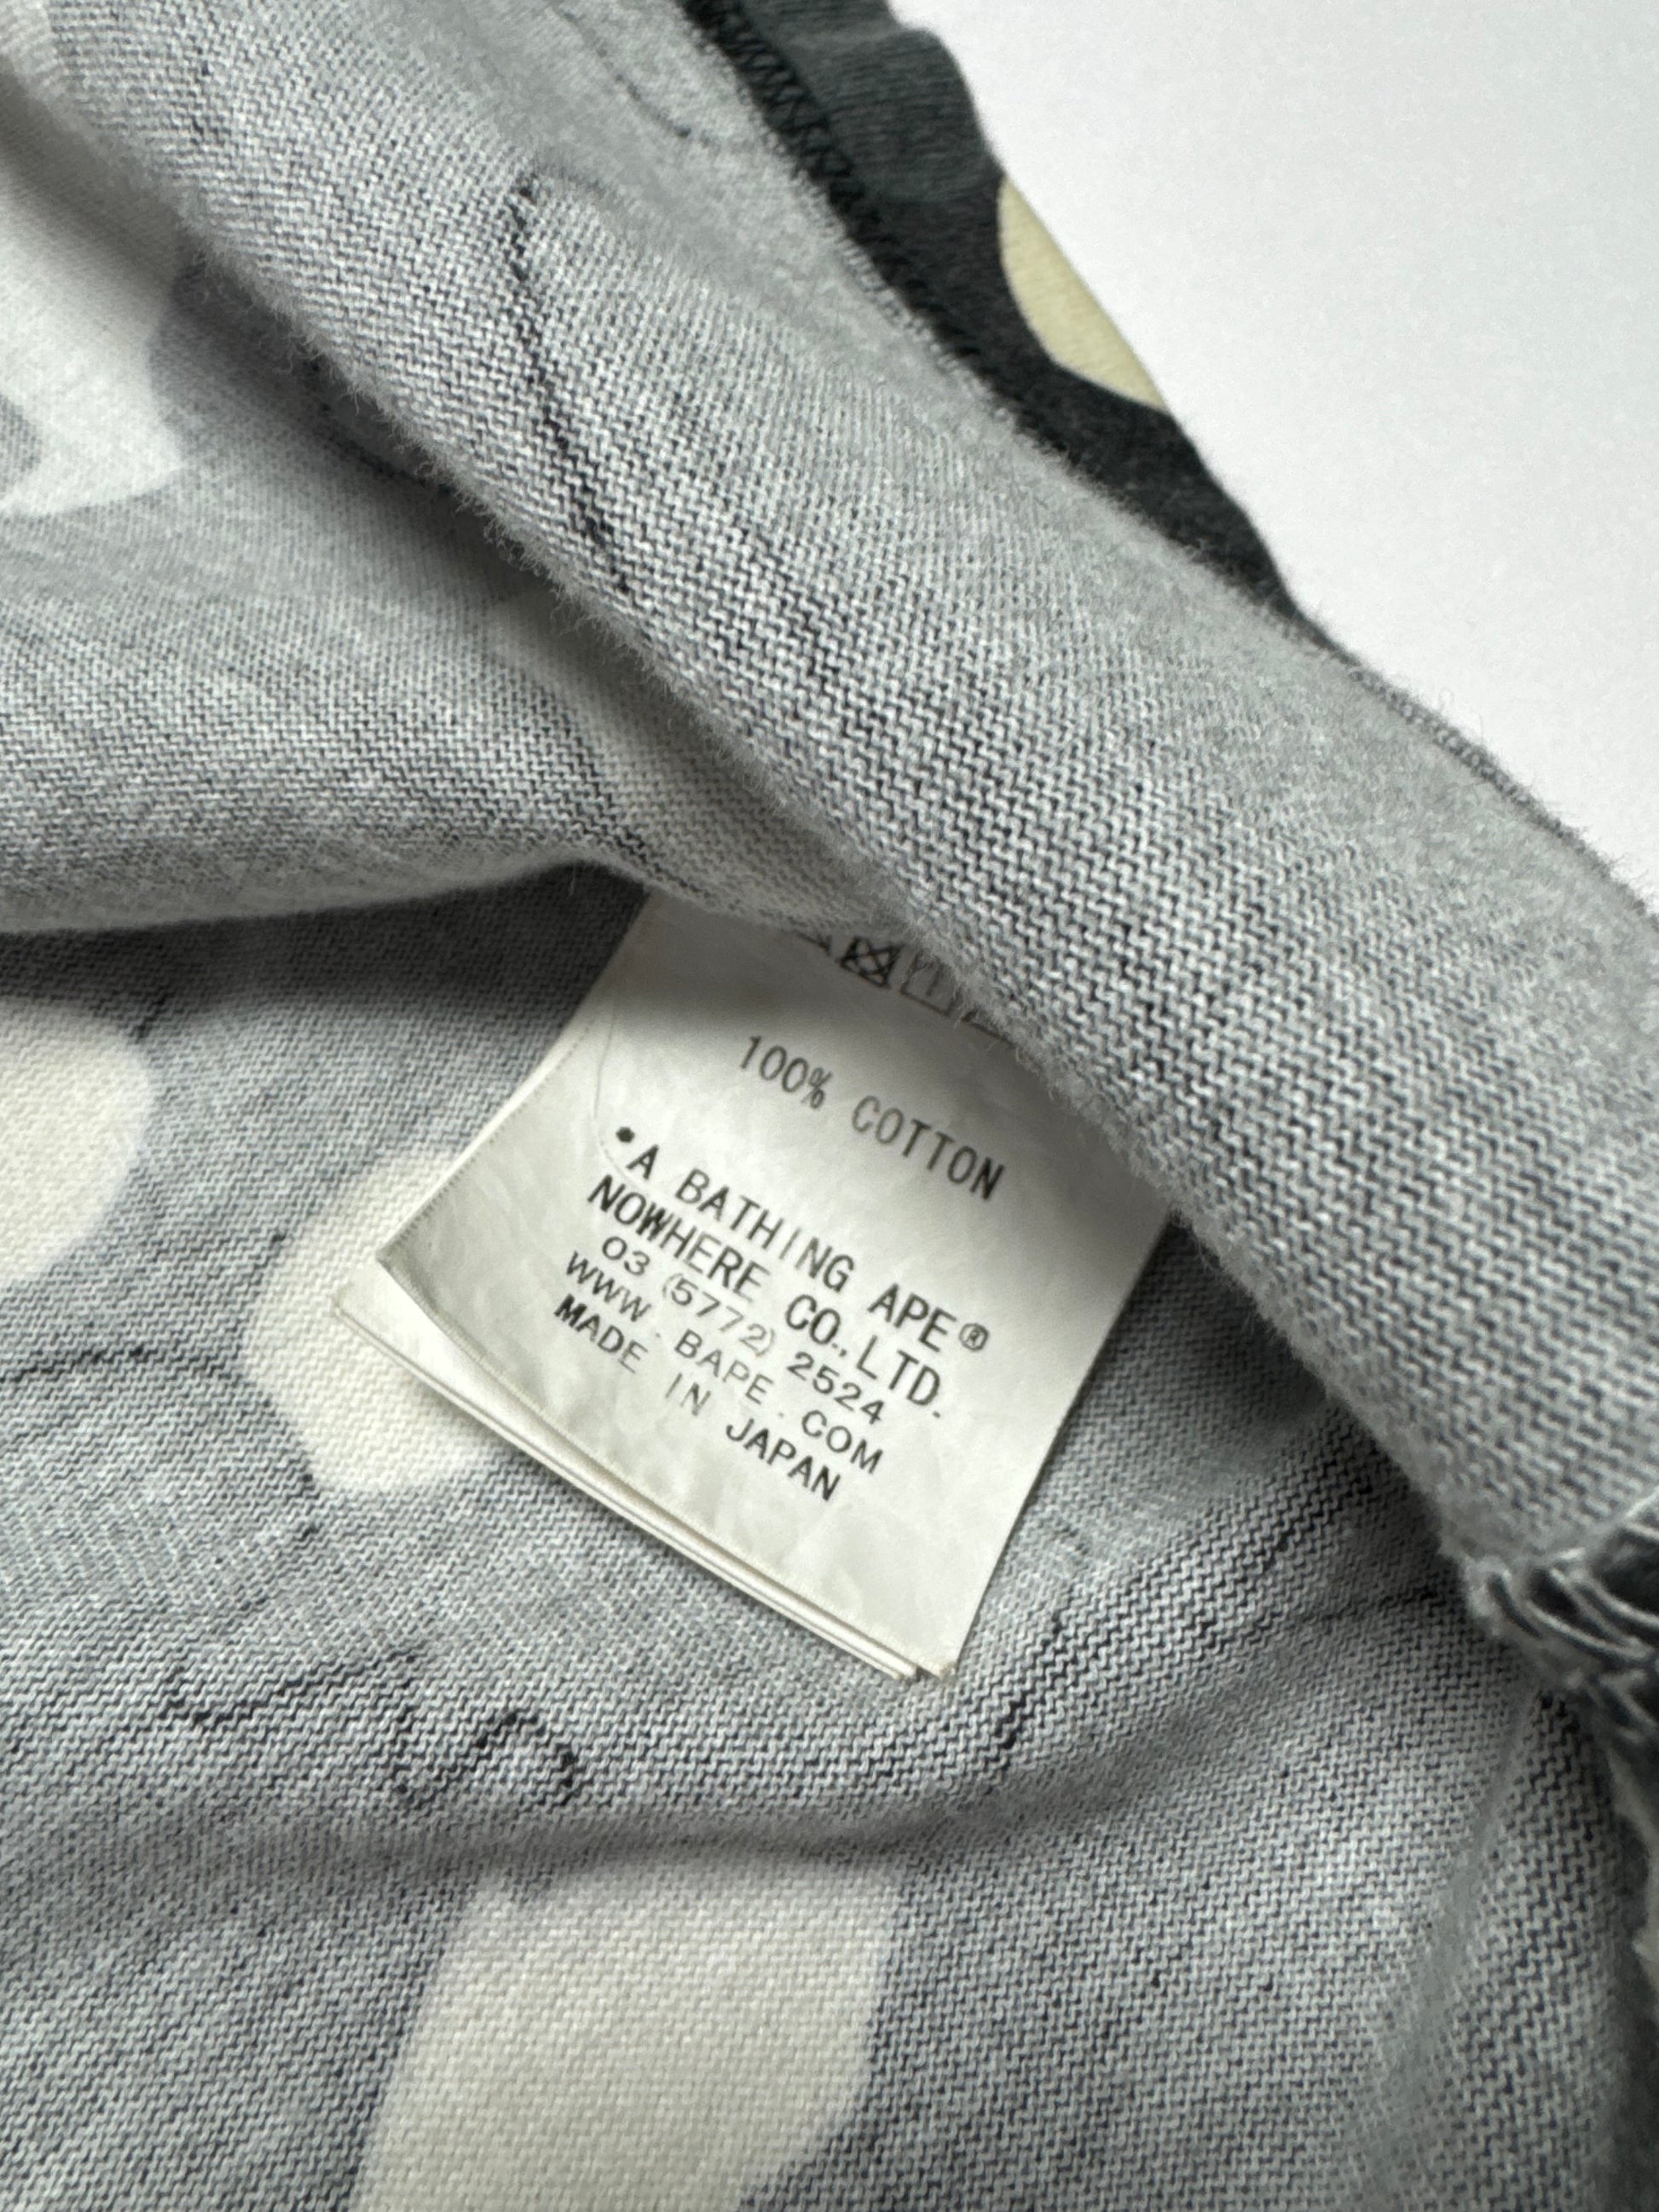 100% COTTON
•A BATHING APE®
NOWHERE CO., LTD.
03 (5772) 2524
WWW.BAPE.COM
MADE IN JAPAN